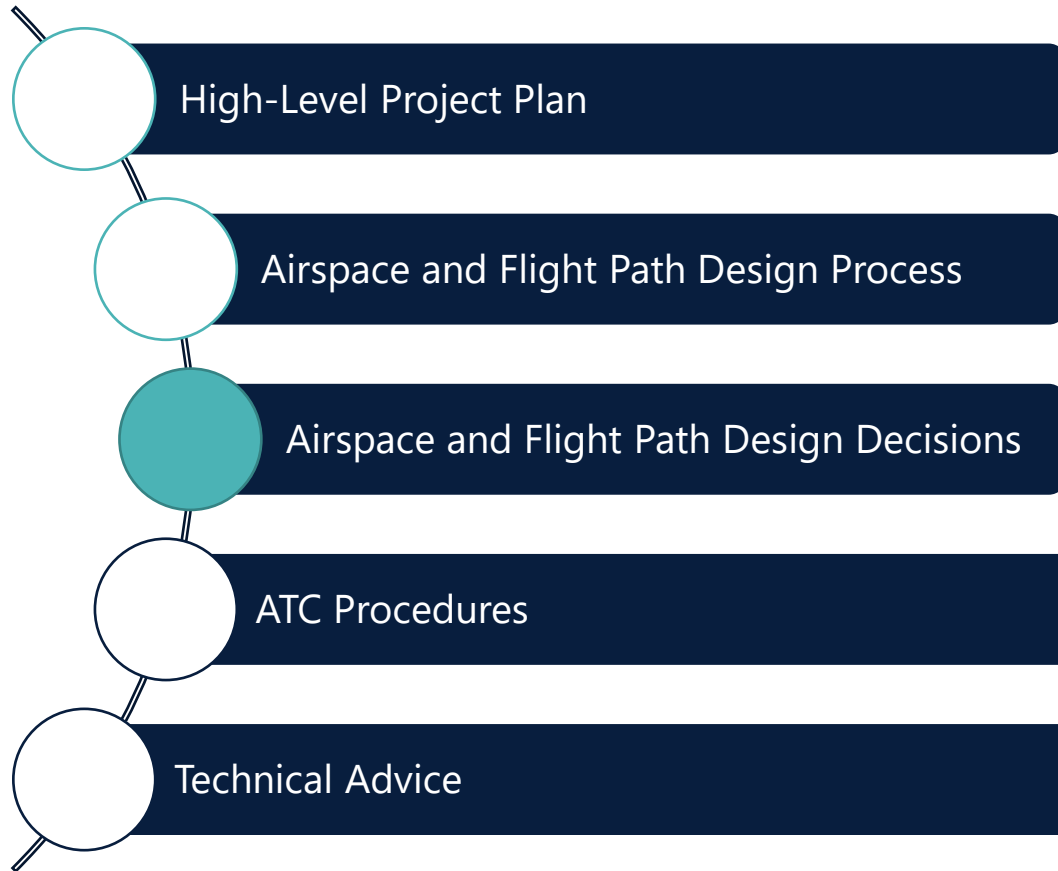 High-Level Project Plan
Airspace and Flight Path Design Process
Airspace and Flight Path Design Decisions
ATC Procedures
Technical Advice